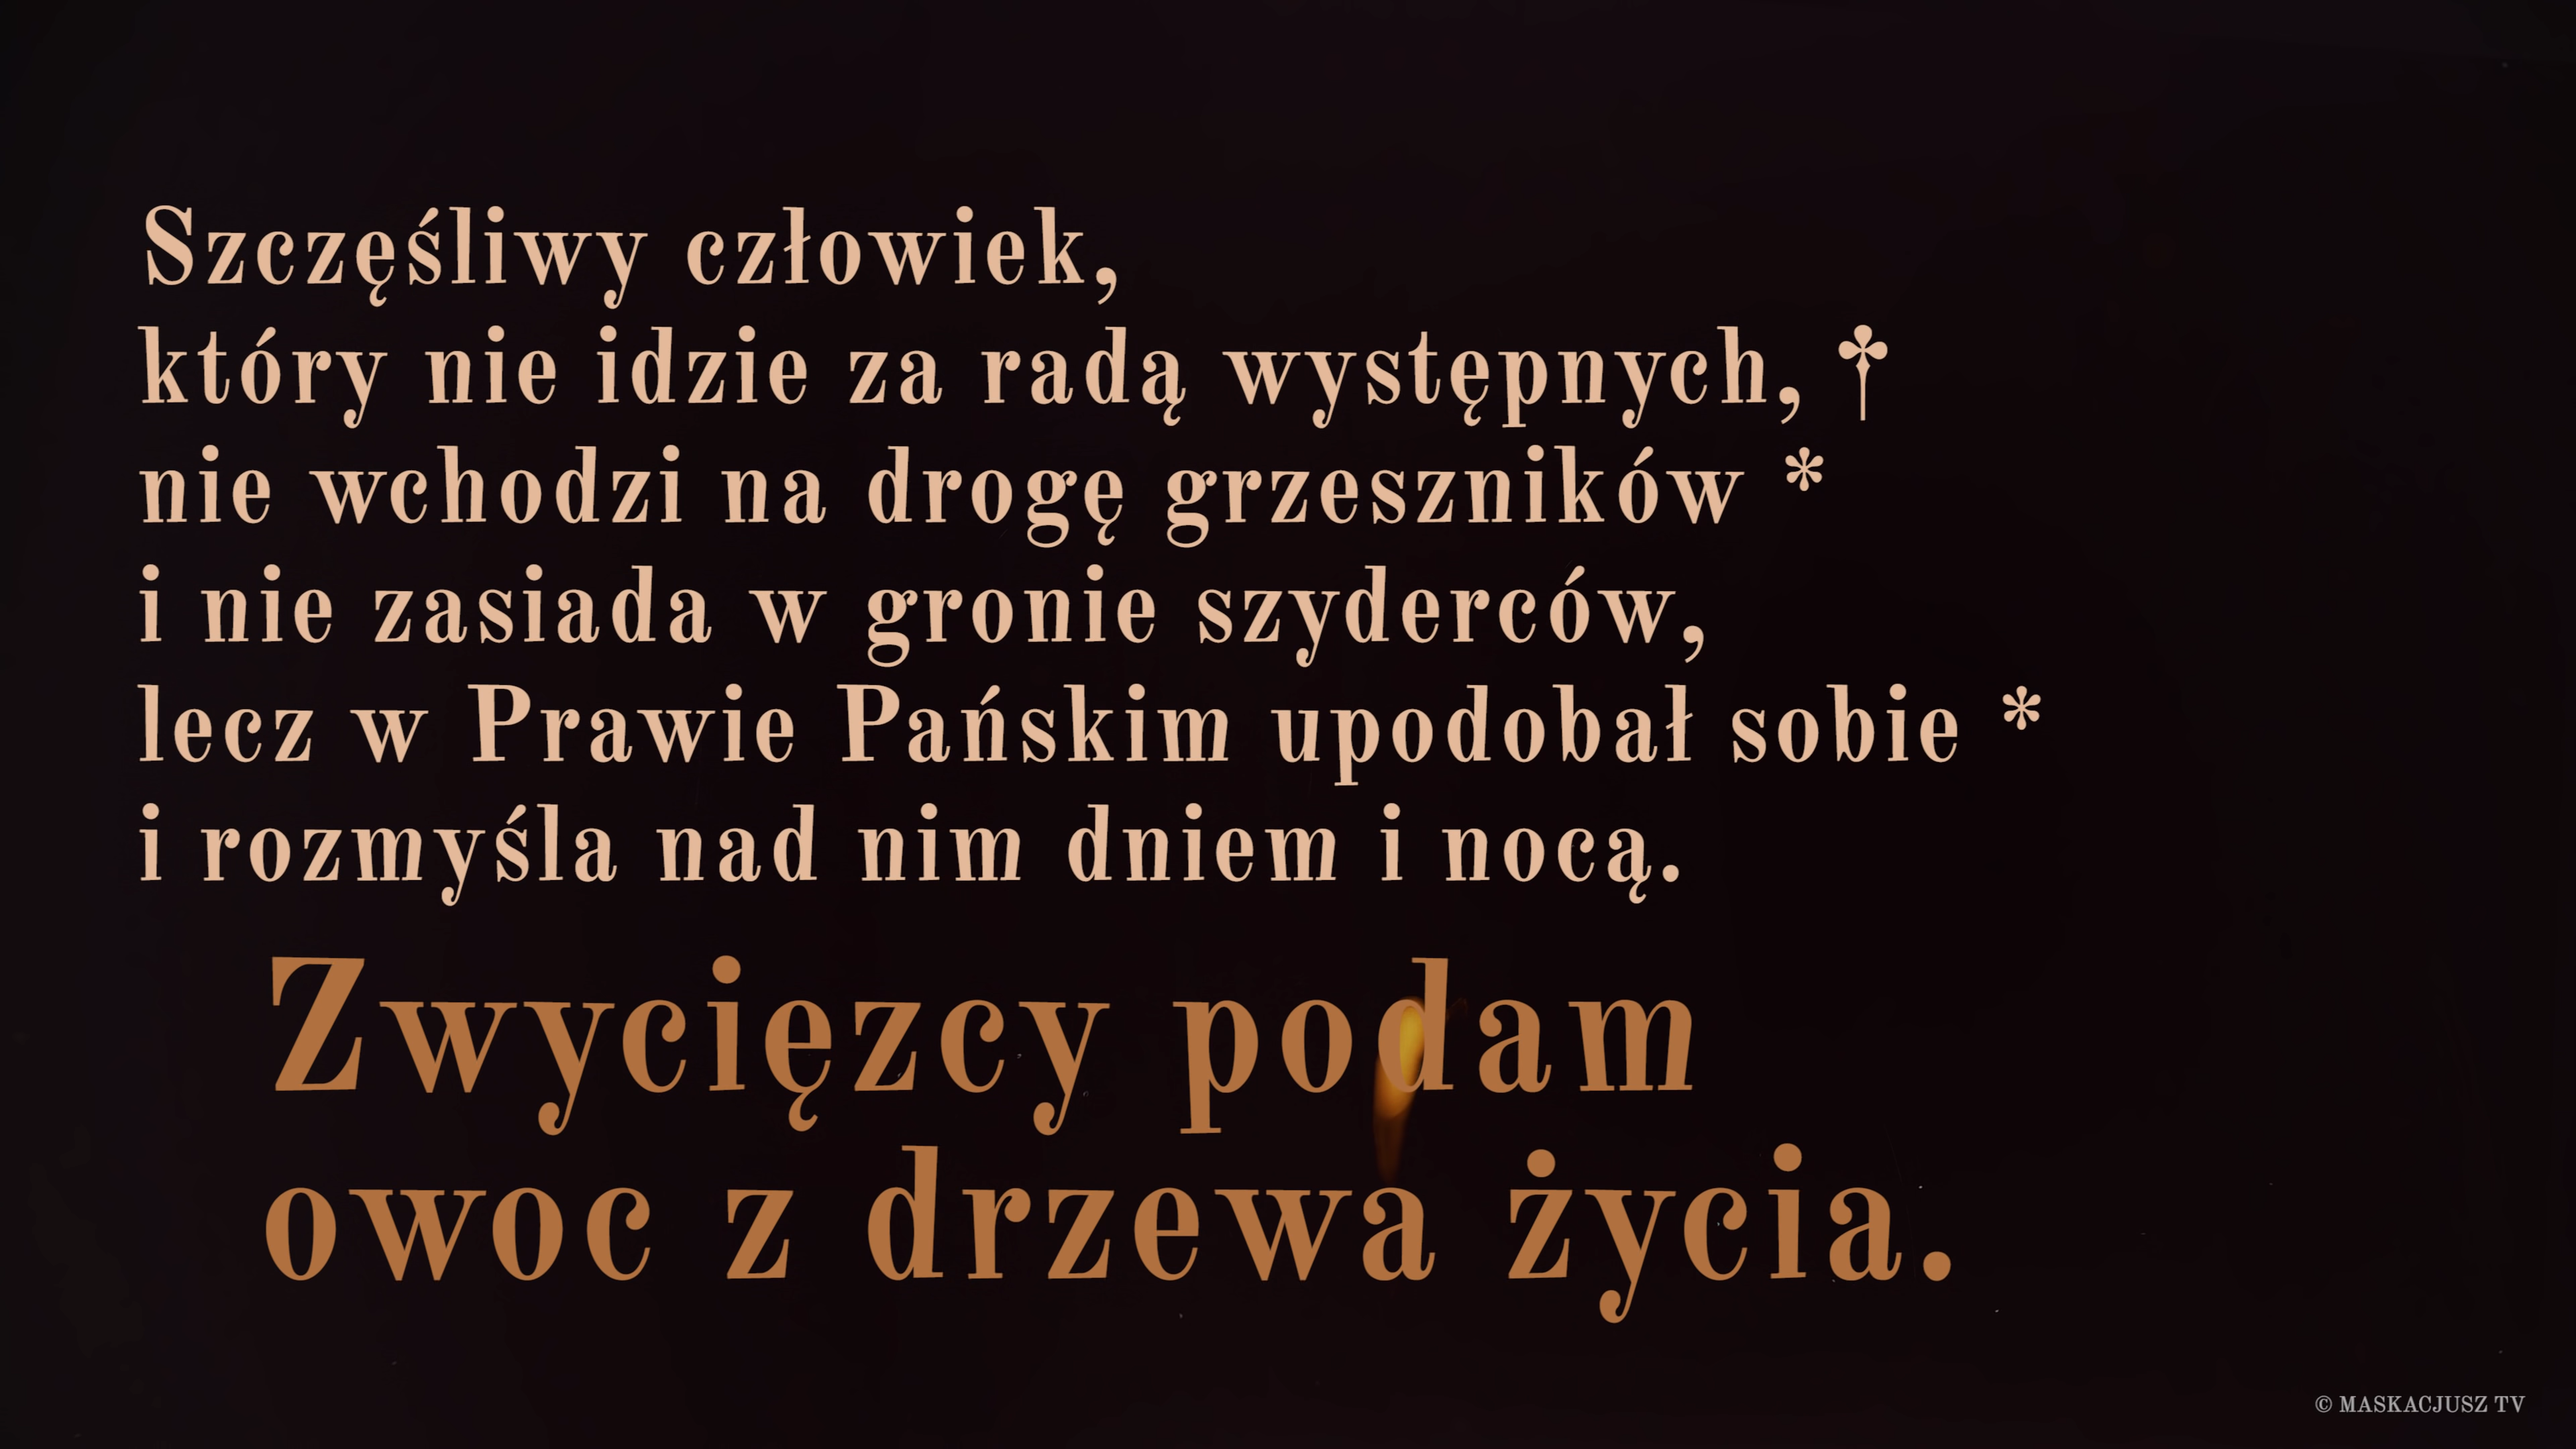 Szczęśliwy człowiek,
który nie idzie za radą występnych, †
nie wchodzi na drogę grzeszników *
i nie zasiada w gronie szyderców,
lecz w Prawie Pańskim upodobał sobie *
i rozmyśla nad nim dniem i nocą.
Zwycięzcy podam
owoc z drzewa życia.
© MASKACJUSZ TV